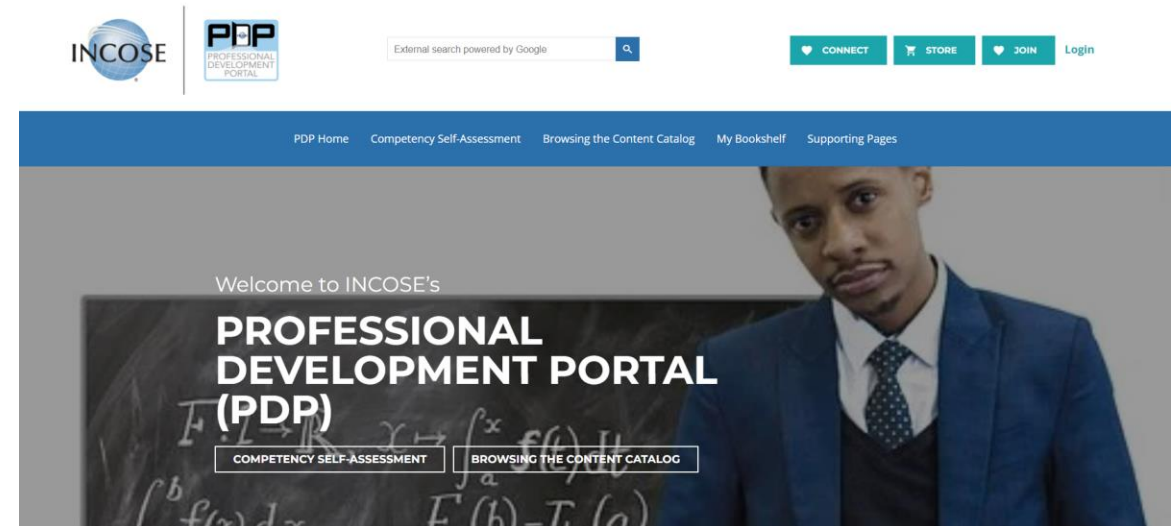 INCOSE
PDP
PROFESSIONAL
DEVELOPMENT
PORTAL
External search powered by Google
CONNECT
STORE
JOIN
Login
PDP Home
Competency Self-Assessment
Browsing the Content Catalog
My Bookshelf
Supporting Pages
Welcome to INCOSE's
PROFESSIONAL
DEVELOPMENT PORTAL
(PDP)
COMPETENCY SELF-ASSESSMENT
BROWSING THE CONTENT CATALOG